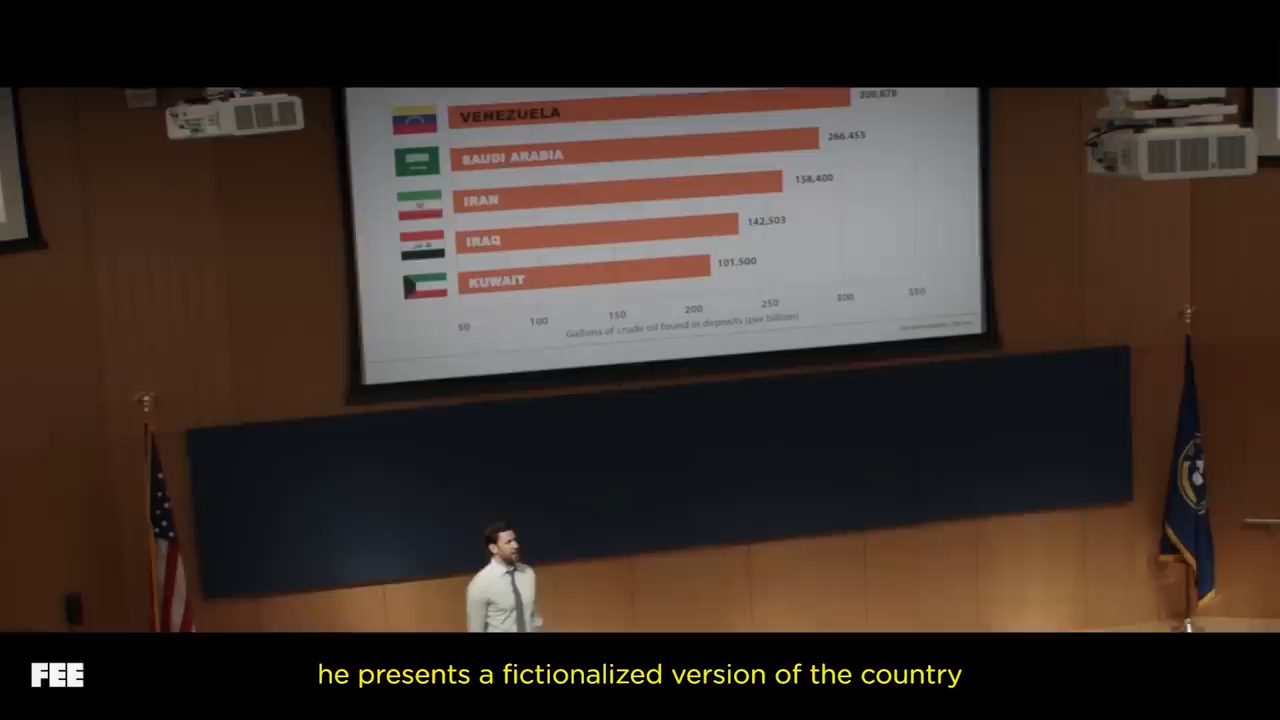 VENEZUELA
SAUDI ARABIA
266.455
IRAN
158,400
IRAQ
142,503
KUWAIT
101,500
50 100 150 200 250 300 350
Gallons of crude oil found in deposits (per billion)
FEE
he presents a fictionalized version of the country